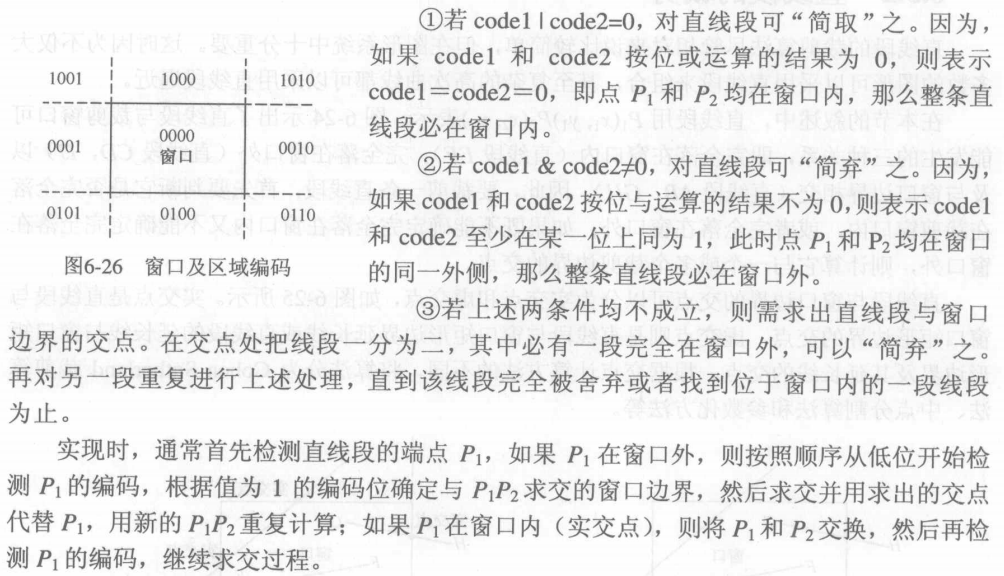 ①若 code1 | code2=0，对直线段可“简取”之。因为，
如果 code1 和 code2 按位或运算的结果为 0，则表示
code1＝code2＝0，即点 P1 和 P2 均在窗口内，那么整条直
线段必在窗口内。
②若 code1 & code2≠0，对直线段可“简弃”之。因为，
如果 code1 和 code2 按位与运算的结果不为 0，则表示 code1
和 code2 至少在某一位上同为 1，此时点 P1 和 P2 均在窗口
的同一外侧，那么整条直线段必在窗口外。
③若上述两条件均不成立，则需求出直线段与窗口
1001 1000 1010
0001 0000 0010
窗口
0101 0100 0110
图6-26 窗口及区域编码
边界的交点，在交点处把线段一分为二，其中必有一段完全在窗口外，可以“简弃”之。
再对另一段重复进行上述处理，直到该线段完全被舍弃或者找到位于窗口内的一段线段
为止。
实现时，通常首先检测直线段的端点 P1，如果 P1 在窗口外，则按照顺序从低位开始检
测 P1 的编码，根据值为 1 的编码位确定与 P1P2 求交的窗口边界，然后求交并用求出的交点
代替 P1，用新的 P1P2 重复计算；如果 P1 在窗口内（实交点），则将 P1 和 P2 交换，然后再检
测 P1 的编码，继续求交过程。